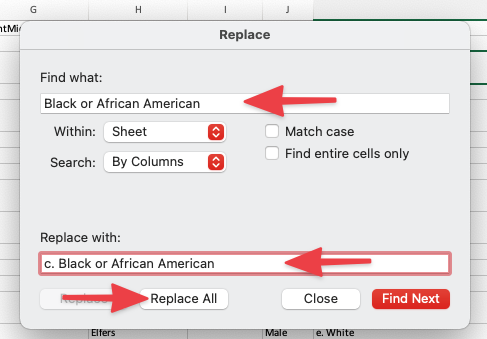 G H I J
ntMi
Replace
Find what:
Black or African American
Within: Sheet
Match case
Find entire cells only
Search: By Columns
Replace with:
c. Black or African American
Replace All
Close
Find Next
Elfers Male e. White